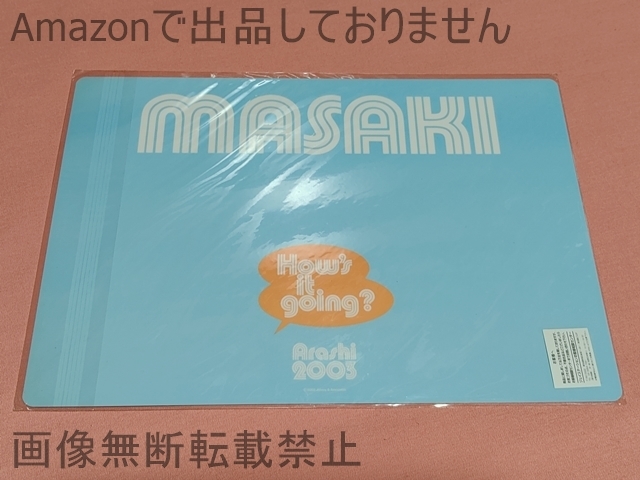 Amazonで出品しておりません
MASAKI
How's
it
going?
Arashi
2003
画像無断転載禁止